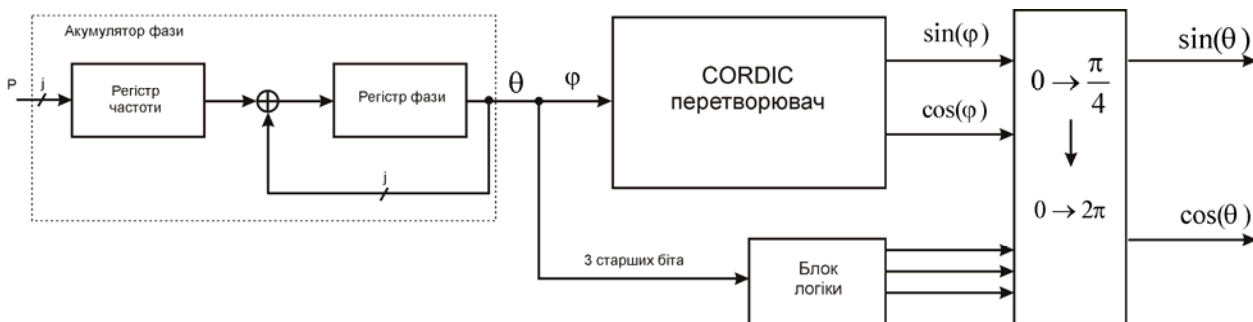 Акумулятор фази
P
j
Регістр
частоти
Регістр фази
j
θ
φ
CORDIC
перетворювач
sin(φ)
cos(φ)
0 → π/4
0 → 2π
sin(θ)
cos(θ)
3 старших біта
Блок
логіки